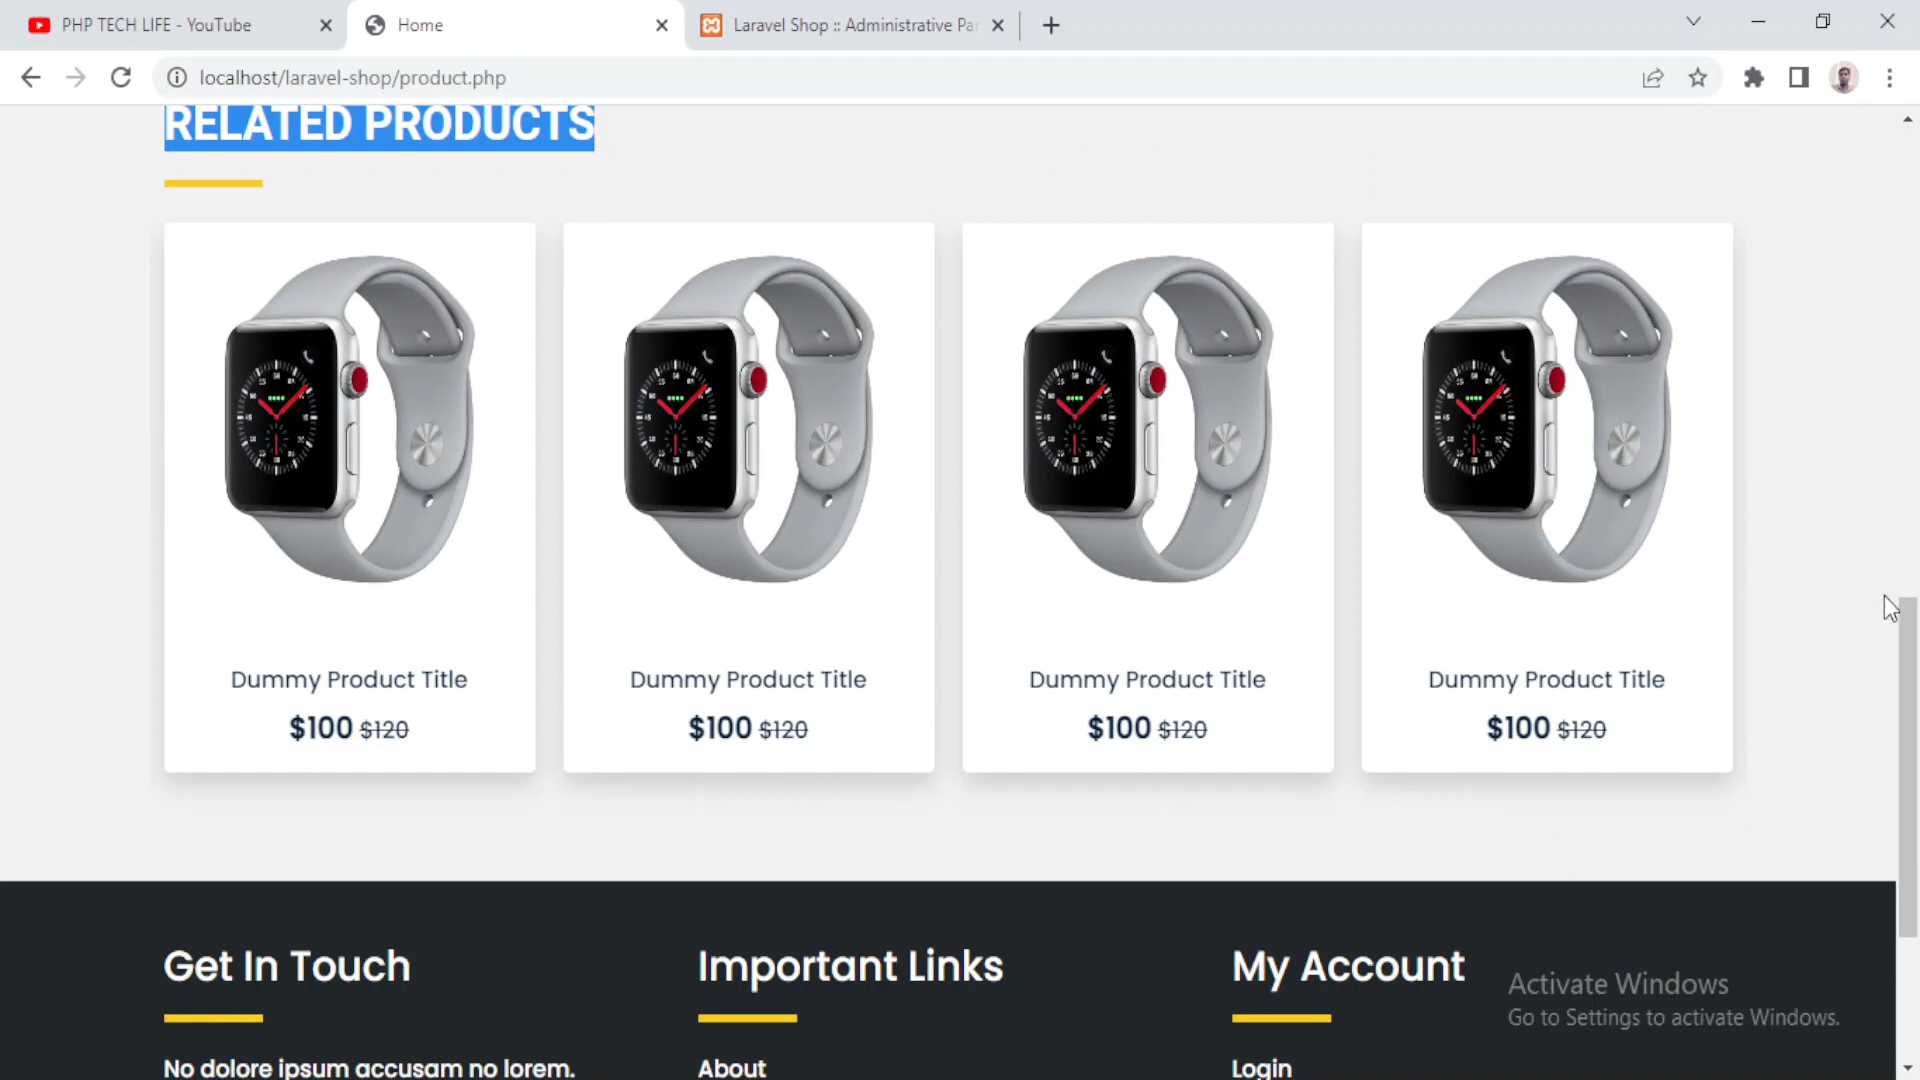 PHP TECH LIFE - YouTube
Home
Laravel Shop :: Administrative Pa
localhost/laravel-shop/product.php
RELATED PRODUCTS
Dummy Product Title
$100 $120
Dummy Product Title
$100 $120
Dummy Product Title
$100 $120
Dummy Product Title
$100 $120
Get In Touch
Important Links
My Account
Activate Windows
Go to Settings to activate Windows.
No dolore ipsum accusam no lorem.
About
Login